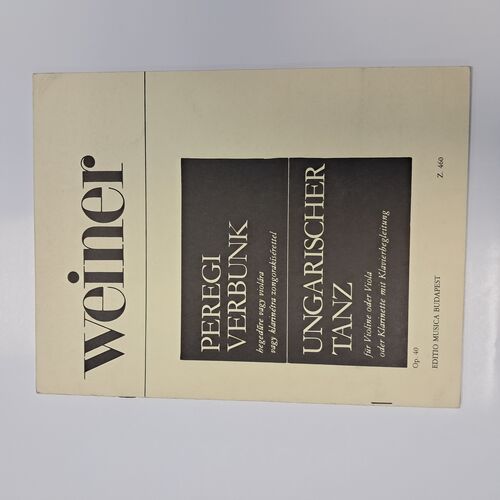 weiner
PEREGI
VERBUNK
hegedűre vagy violára
vagy klarinétra zongorakísérettel
UNGARISCHER
TANZ
für Violine oder Viola
oder Klarinette mit Klavierbegleitung
Op. 40
EDITIO MUSICA BUDAPEST
Z. 460